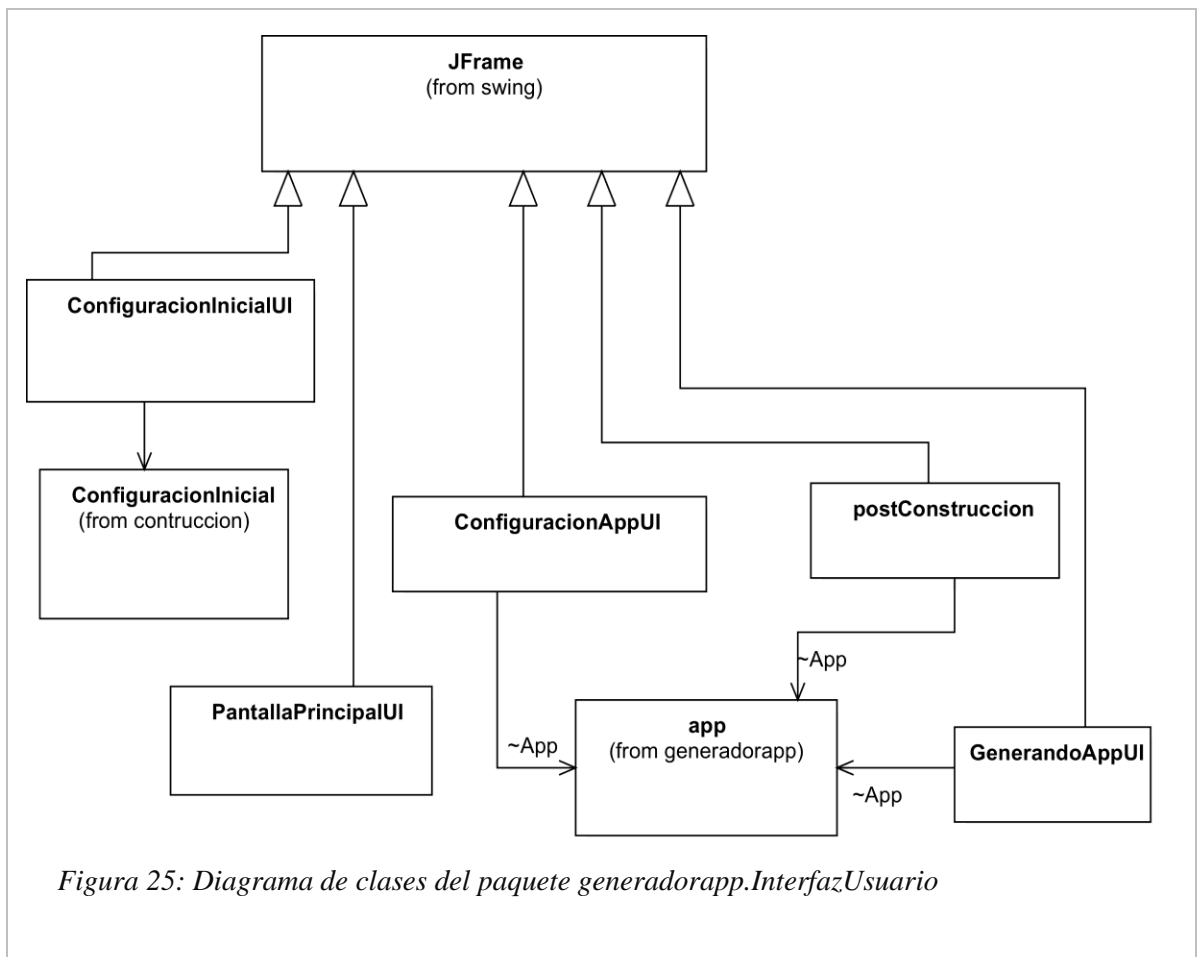 JFrame
(from swing)
ConfiguracionInicialUI
ConfiguracionInicial
(from contruccion)
ConfiguracionAppUI
postConstruccion
~App
PantallaPrincipalUI
app
(from generadorapp)
~App
GenerandoAppUI
~App
Figura 25: Diagrama de clases del paquete generadorapp.InterfazUsuario